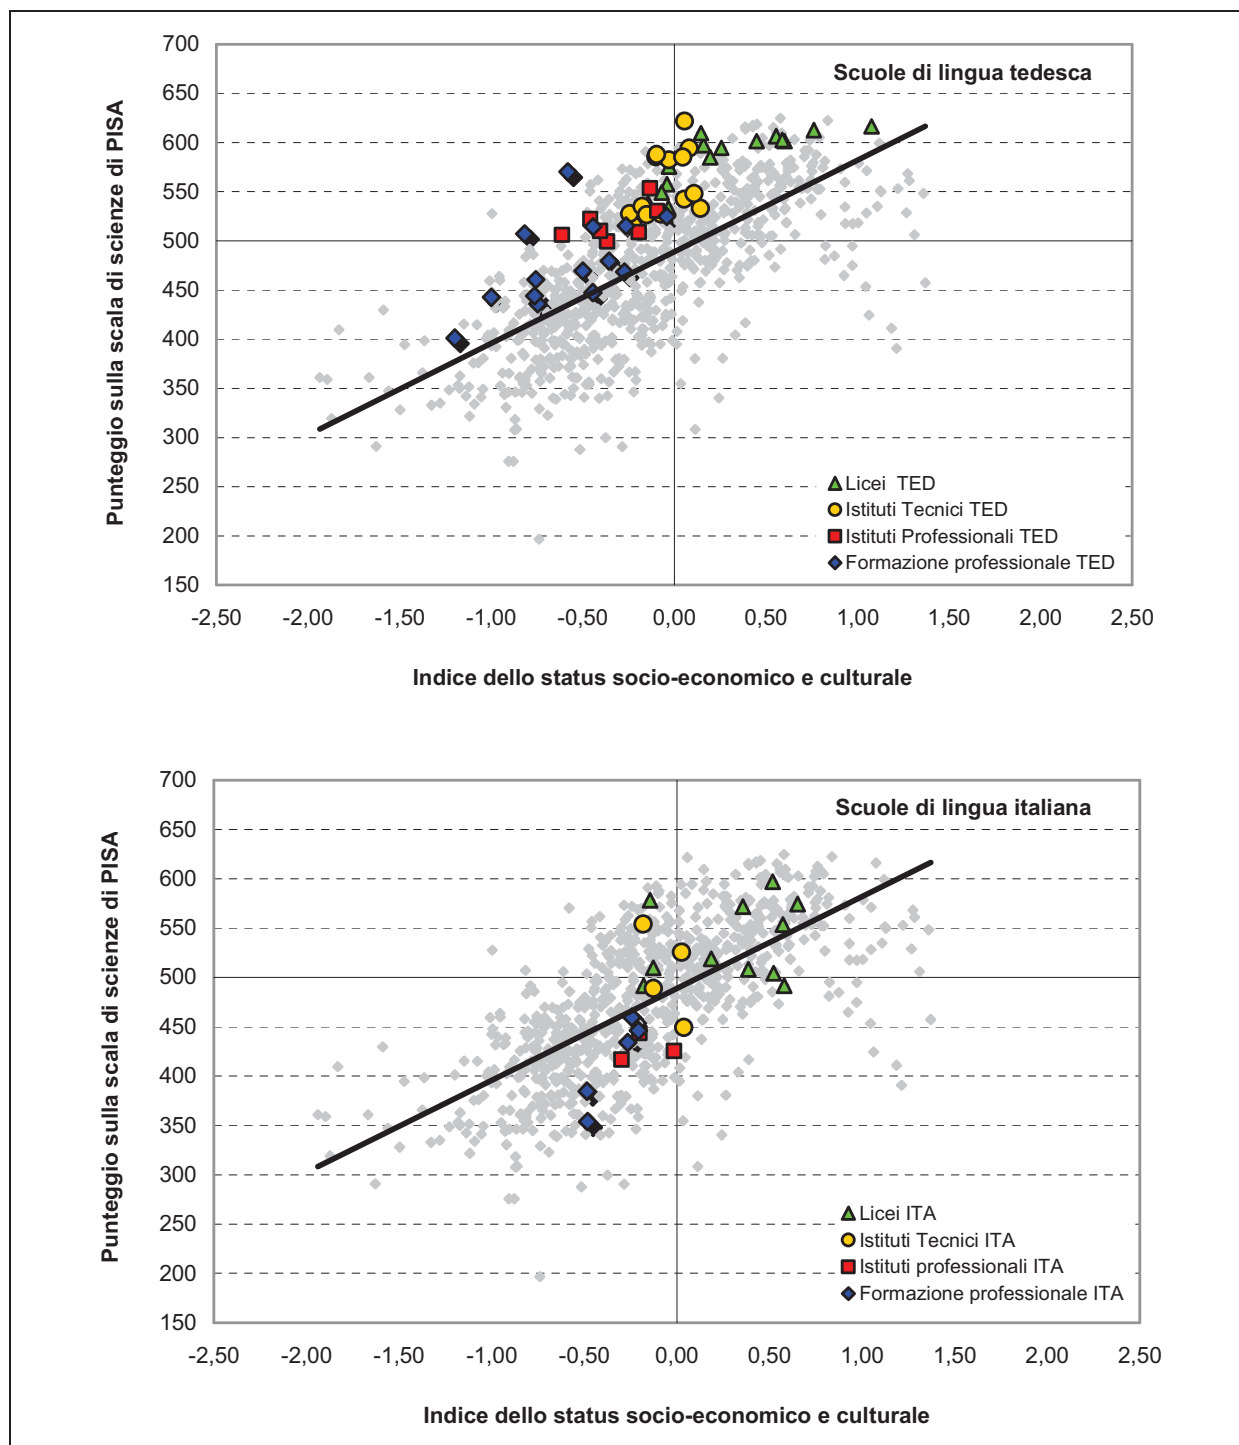 Scuole di lingua tedesca
Punteggio sulla scala di scienze di PISA
700
650
600
550
500
450
400
350
300
250
200
150
Licei TED
Istituti Tecnici TED
Istituti Professionali TED
Formazione professionale TED
-2,50 -2,00 -1,50 -1,00 -0,50 0,00 0,50 1,00 1,50 2,00 2,50
Indice dello status socio-economico e culturale
Scuole di lingua italiana
Punteggio sulla scala di scienze di PISA
700
650
600
550
500
450
400
350
300
250
200
150
Licei ITA
Istituti Tecnici ITA
Istituti professionali ITA
Formazione professionale ITA
-2,50 -2,00 -1,50 -1,00 -0,50 0,00 0,50 1,00 1,50 2,00 2,50
Indice dello status socio-economico e culturale